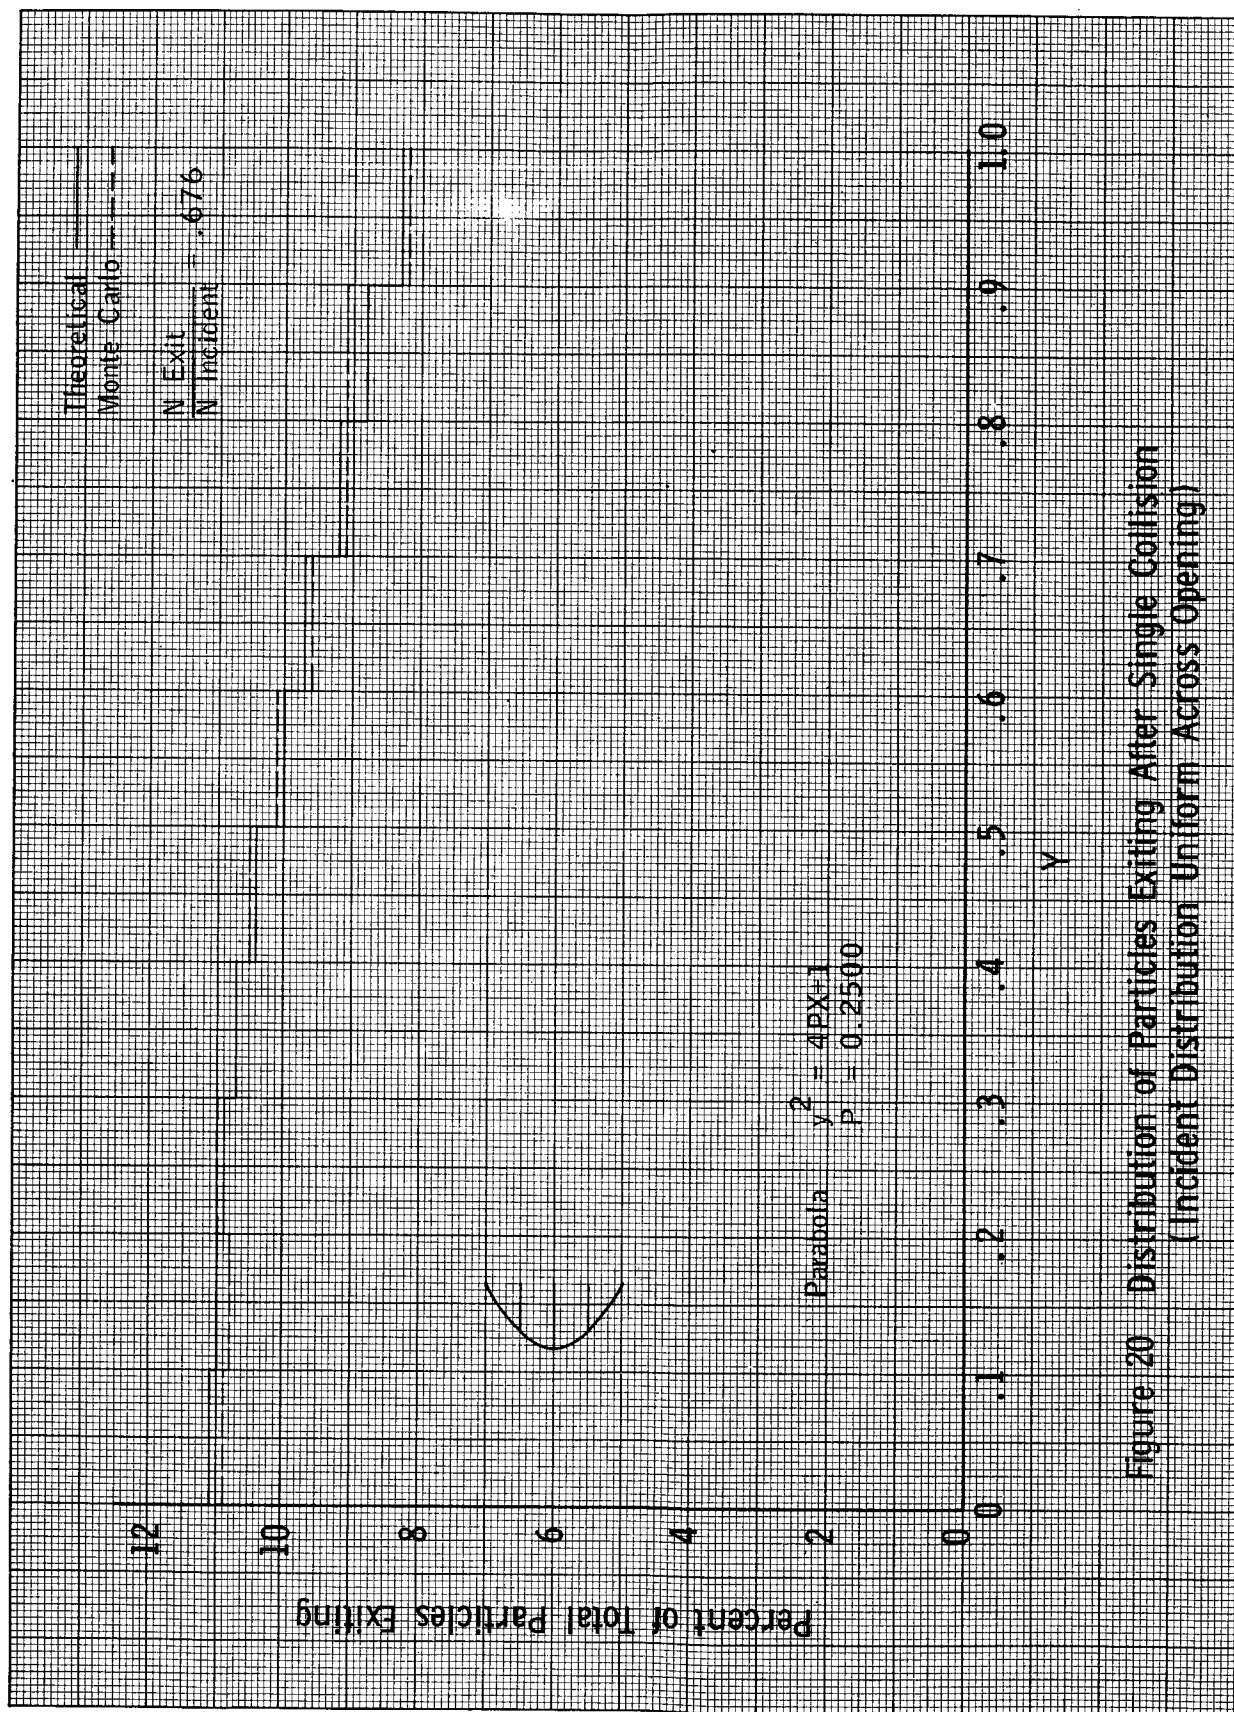 Theoretical
Monte Carlo
N Exit
N Incident
= .676
Percent of Total Particles Exiting
12
10
8
6
4
2
0
Parabola y² = 4PX+1
P = 0.2500
0 .1 .2 .3 .4 .5 .6 .7 .8 .9 1.0
Y
Figure 20 Distribution of Particles Exiting After Single Collision
(Incident Distribution Uniform Across Opening)